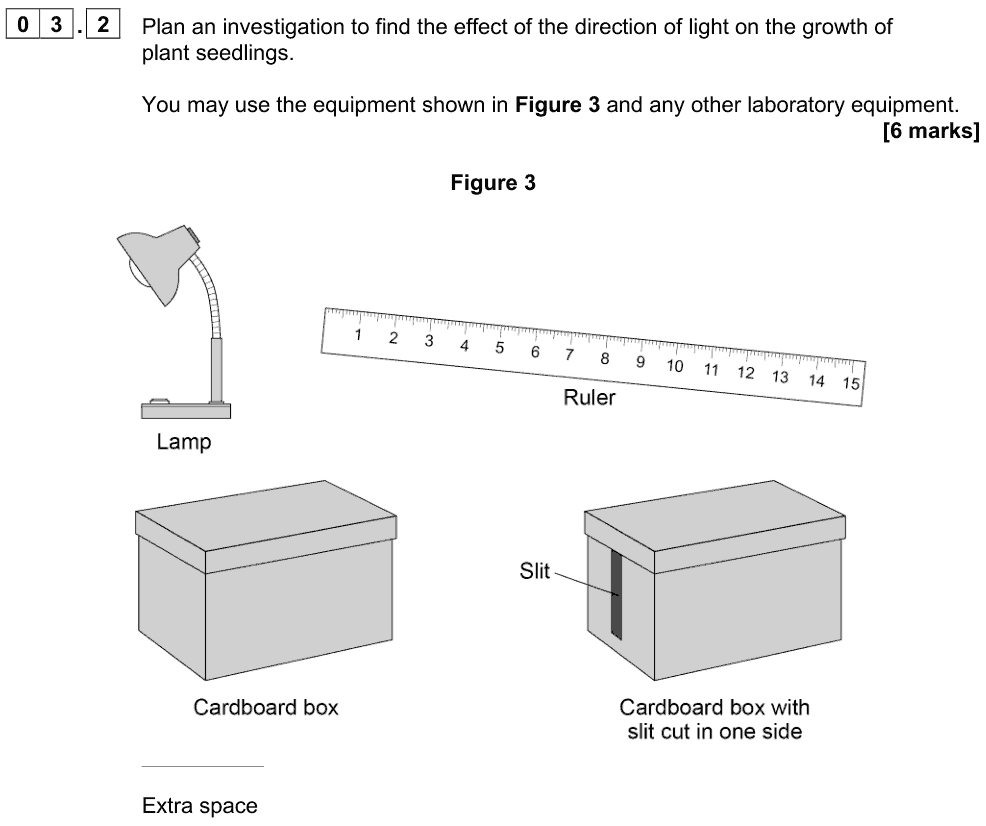 0 3 . 2 Plan an investigation to find the effect of the direction of light on the growth of
plant seedlings.
You may use the equipment shown in Figure 3 and any other laboratory equipment.
[6 marks]
Figure 3
1 2 3 4 5 6 7 8 9 10 11 12 13 14 15
Ruler
Lamp
Slit
Cardboard box
Cardboard box with
slit cut in one side
Extra space